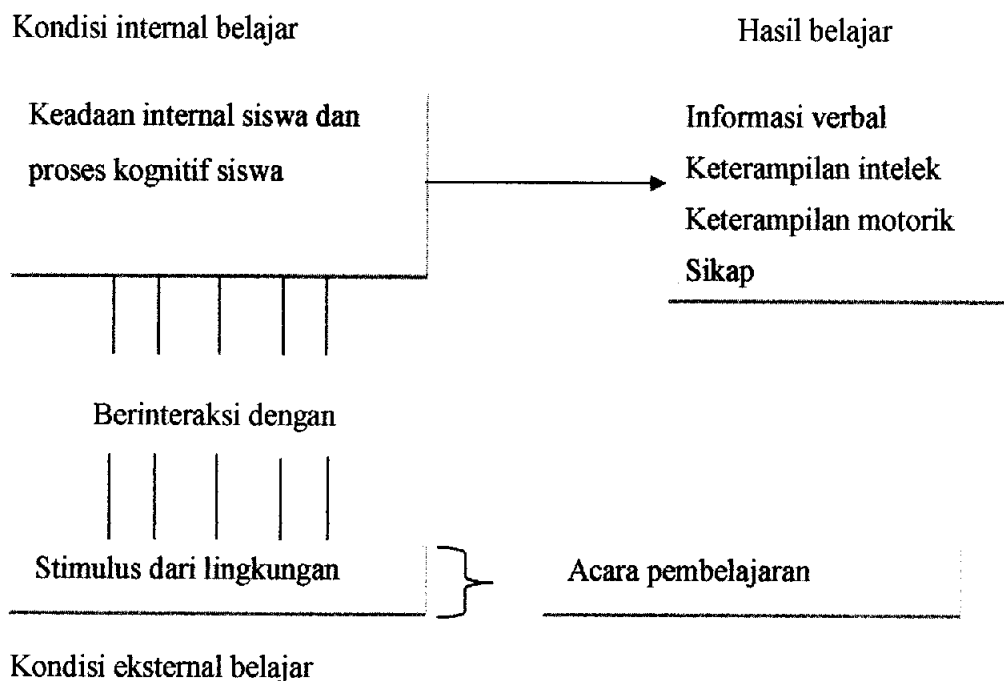 Kondisi internal belajar
Hasil belajar
Keadaan internal siswa dan
proses kognitif siswa
Informasi verbal
Keterampilan intelek
Keterampilan motorik
Sikap
Berinteraksi dengan
Stimulus dari lingkungan
Acara pembelajaran
Kondisi eksternal belajar